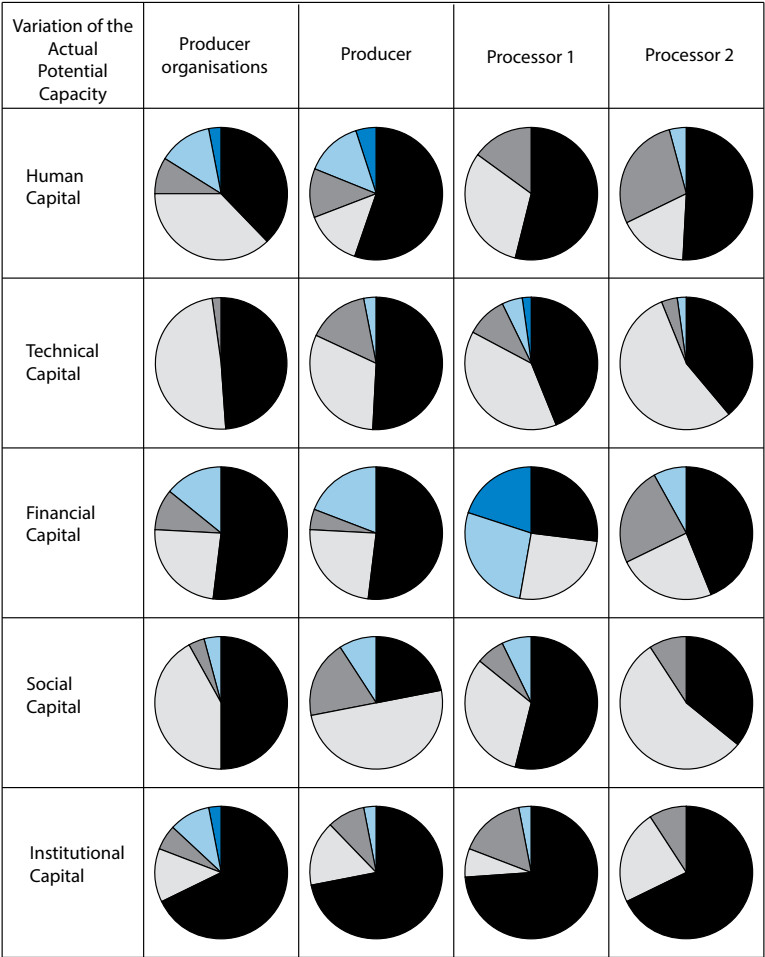 Variation of the
Actual
Potential
Capacity
Producer
organisations
Producer
Processor 1
Processor 2
Human
Capital
Technical
Capital
Financial
Capital
Social
Capital
Institutional
Capital